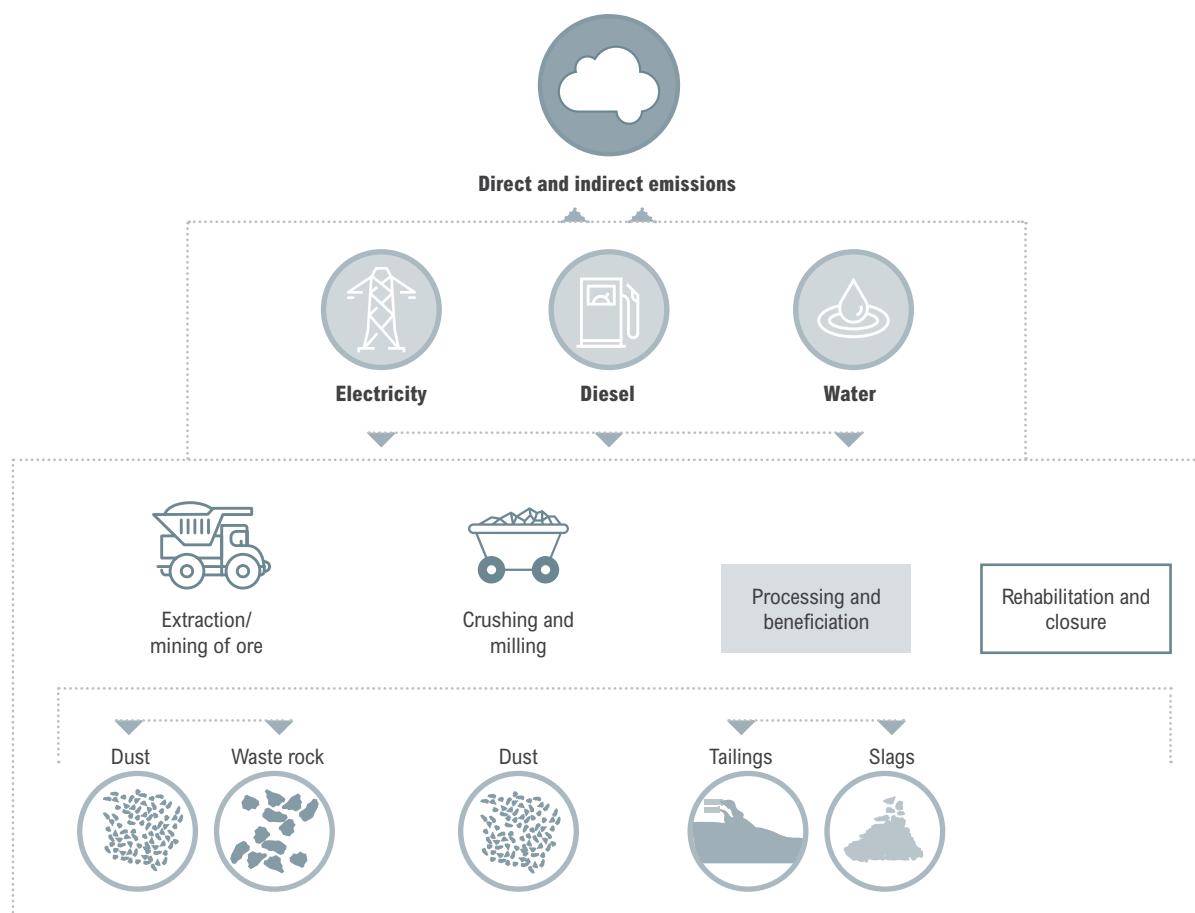 Direct and indirect emissions
Electricity
Diesel
Water
Extraction/
mining of ore
Crushing and
milling
Processing and
beneficiation
Rehabilitation and
closure
Dust
Waste rock
Dust
Tailings
Slags